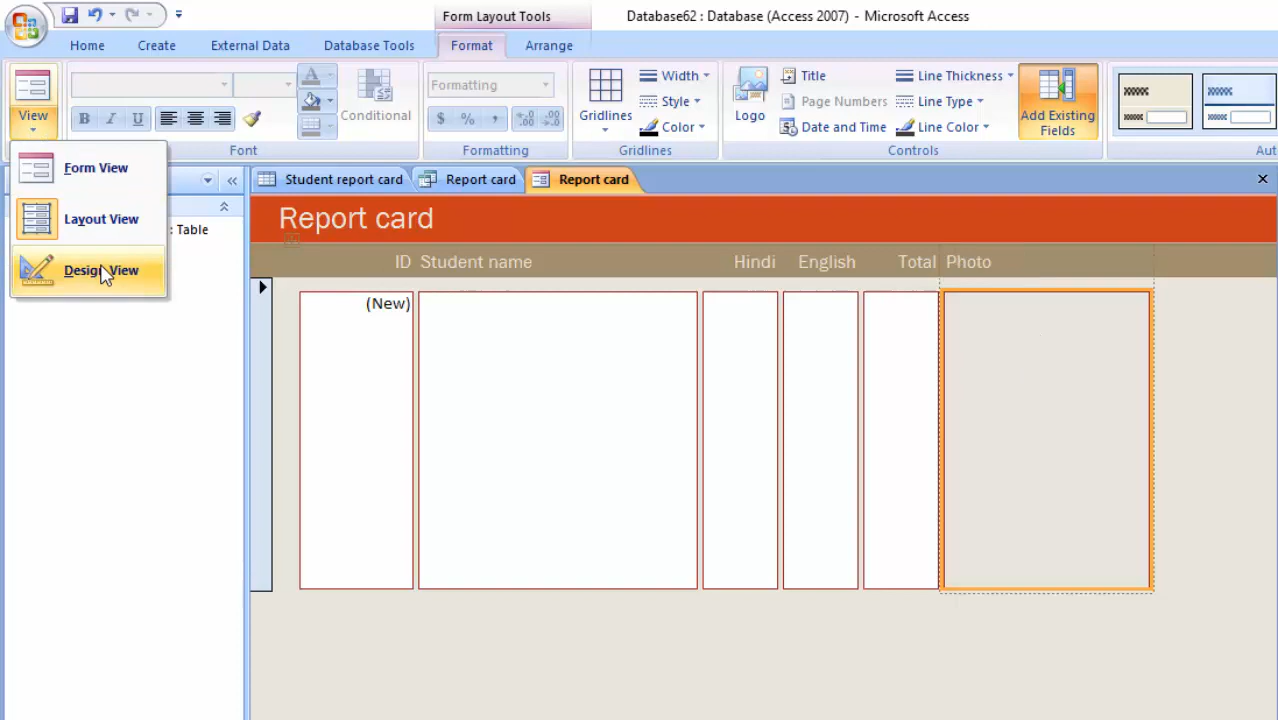 Form Layout Tools
Database62 : Database (Access 2007) - Microsoft Access
Home Create External Data Database Tools Format Arrange
View
Font
B I U
Conditional
Formatting
$ % ,
Formatting
Gridlines
Width
Style
Color
Gridlines
Logo
Title
Page Numbers
Date and Time
Line Thickness
Line Type
Line Color
Controls
Add Existing
Fields
XXXXX XXXXX
Aut
Form View
Layout View
Design View
: Table
Student report card Report card Report card
Report card
ID Student name Hindi English Total Photo
(New)